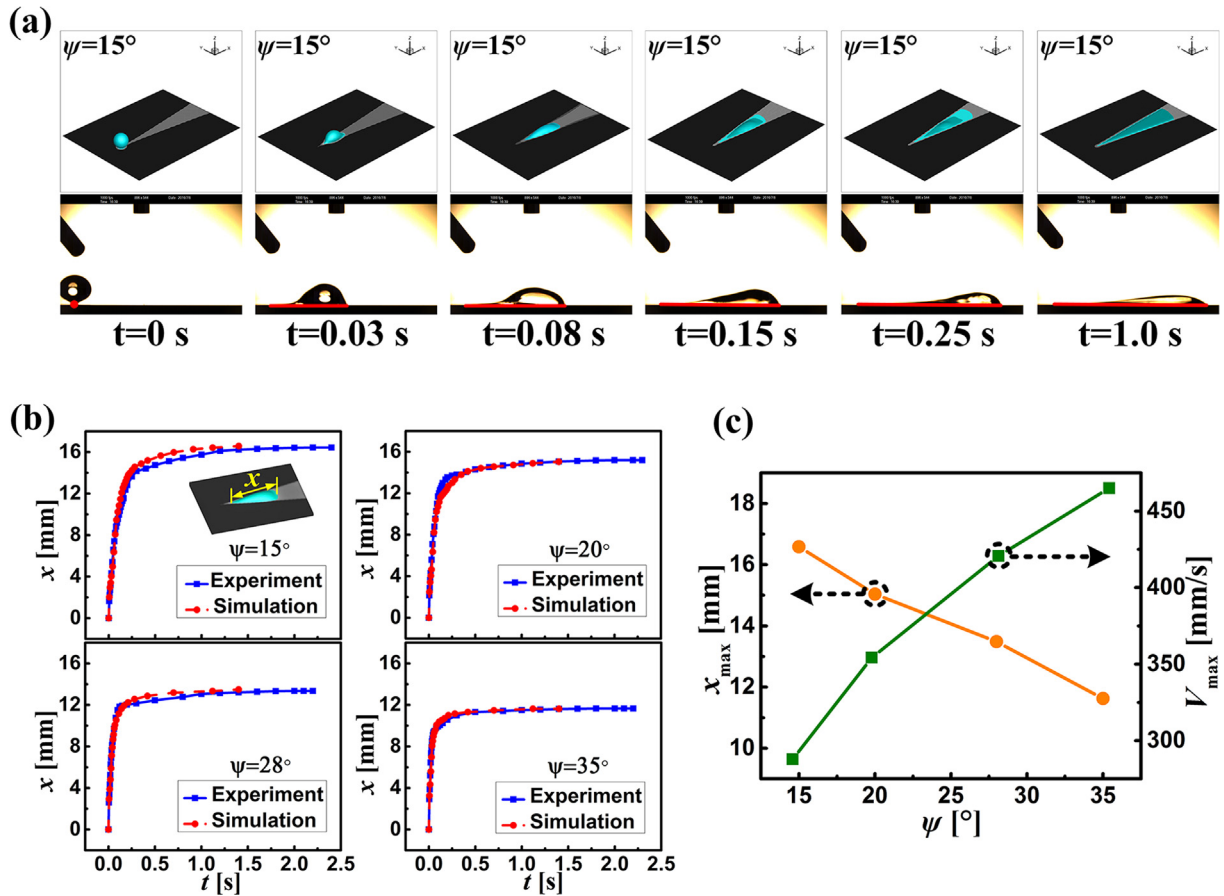 (a)
ψ=15° ψ=15° ψ=15° ψ=15° ψ=15° ψ=15°
t=0 s t=0.03 s t=0.08 s t=0.15 s t=0.25 s t=1.0 s
(b)
x [mm]
16
12
8
4
0
x
ψ=15°
Experiment
Simulation
x [mm]
16
12
8
4
0
ψ=20°
Experiment
Simulation
x [mm]
16
12
8
4
0
ψ=28°
Experiment
Simulation
0.0 0.5 1.0 1.5 2.0 2.5
t [s]
x [mm]
16
12
8
4
0
ψ=35°
Experiment
Simulation
0.0 0.5 1.0 1.5 2.0 2.5
t [s]
(c)
xmax [mm]
18
17
16
15
14
13
12
11
10
Vmax [mm/s]
450
400
350
300
15 20 25 30 35
ψ [°]